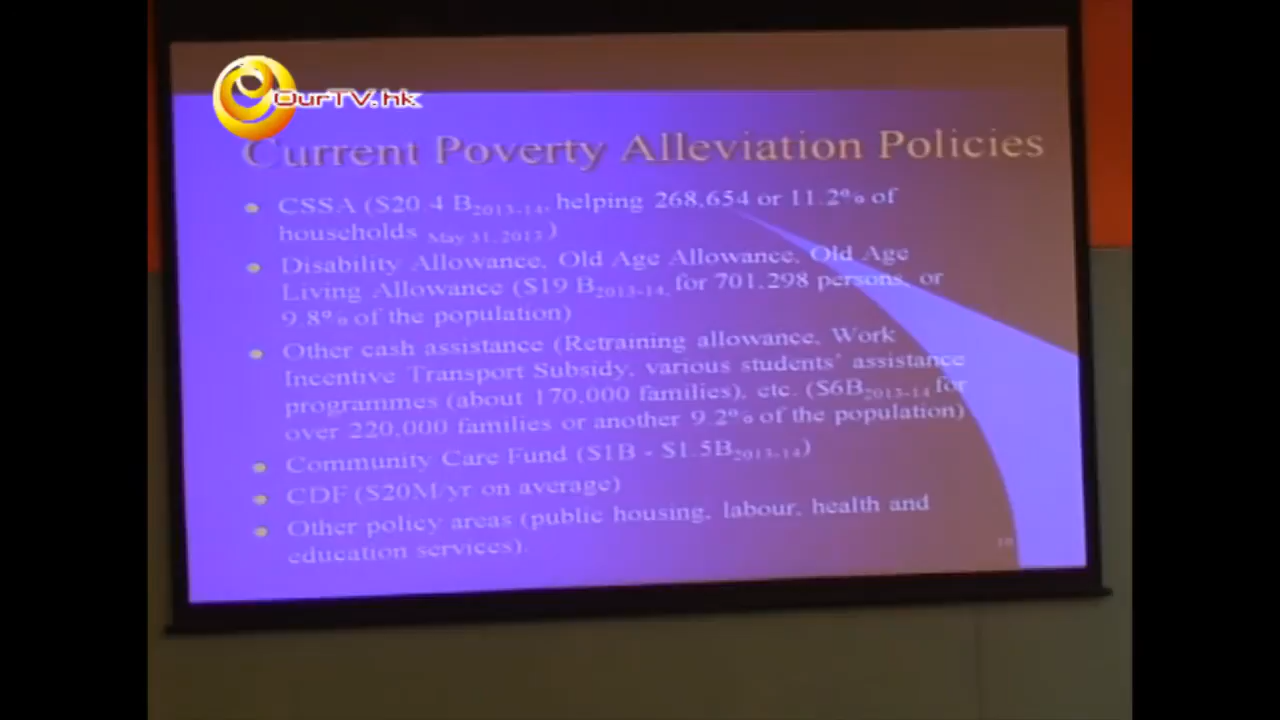 OurTV.hk
Current Poverty Alleviation Policies
CSSA ($20.4 B2013-14, helping 268,654 or 11.2% of
households May 31, 2013)
Disability Allowance, Old Age Allowance, Old Age
Living Allowance ($19 B2013-14, for 701,298 persons, or
9.8% of the population)
Other cash assistance (Retraining allowance, Work
Incentive Transport Subsidy, various students' assistance
programmes (about 170,000 families), etc. ($6B2013-14 for
over 220,000 families or another 9.2% of the population)
Community Care Fund ($1B - $1.5B2013-14)
CDF ($20M/yr on average)
Other policy areas (public housing, labour, health and
education services).